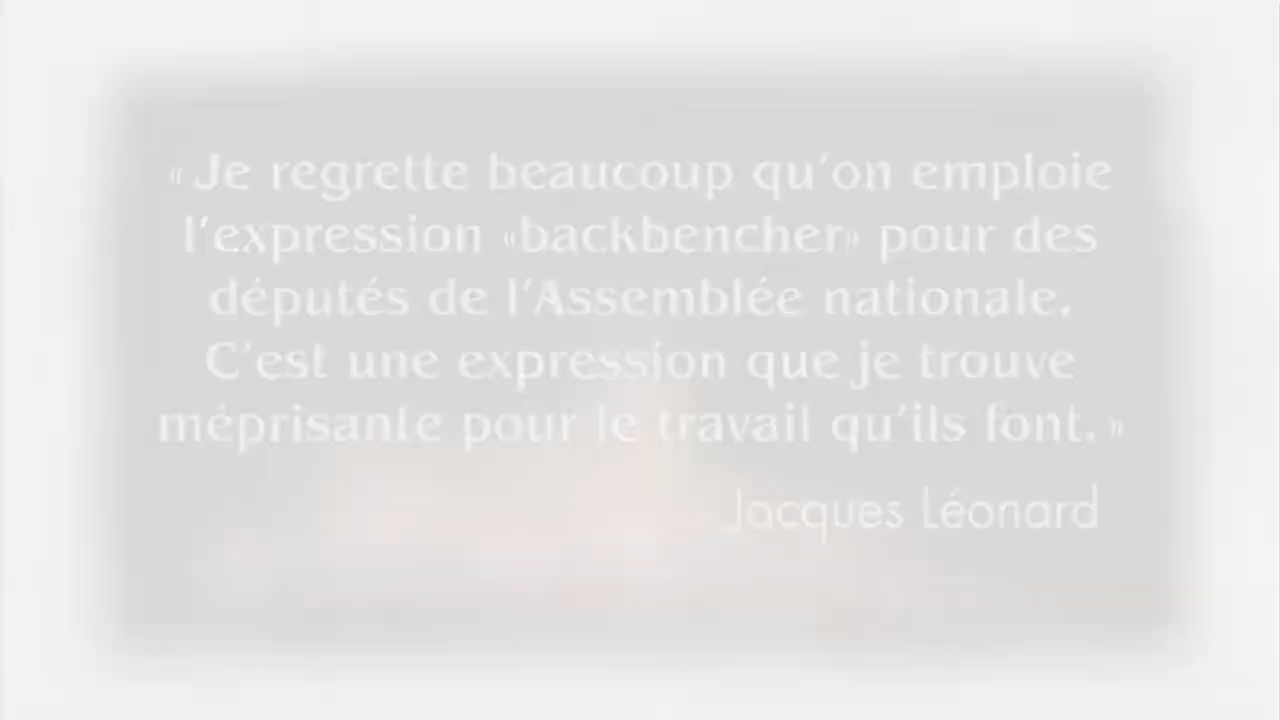 « Je regrette beaucoup qu’on emploie
l’expression «backbencher» pour des
députés de l’Assemblée nationale.
C’est une expression que je trouve
méprisante pour le travail qu’ils font. »
Jacques Léonard